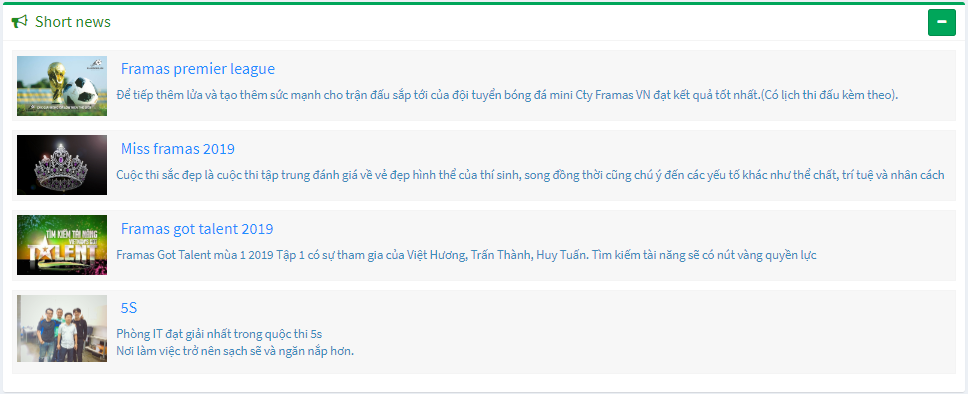 Short news
Framas premier league
Để tiếp thêm lửa và tạo thêm sức mạnh cho trận đấu sắp tới của đội tuyển bóng đá mini Cty Framas VN đạt kết quả tốt nhất.(Có lịch thi đấu kèm theo).
Miss framas 2019
Cuộc thi sắc đẹp là cuộc thi tập trung đánh giá về vẻ đẹp hình thể của thí sinh, song đồng thời cũng chú ý đến các yếu tố khác như thể chất, trí tuệ và nhân cách
TÌM KIẾM TÀI NĂNG
TALENT
Framas got talent 2019
Framas Got Talent mùa 1 2019 Tập 1 có sự tham gia của Việt Hương, Trấn Thành, Huy Tuấn. Tìm kiếm tài năng sẽ có nút vàng quyền lực
5S
Phòng IT đạt giải nhất trong quộc thi 5s
Nơi làm việc trở nên sạch sẽ và ngăn nắp hơn.